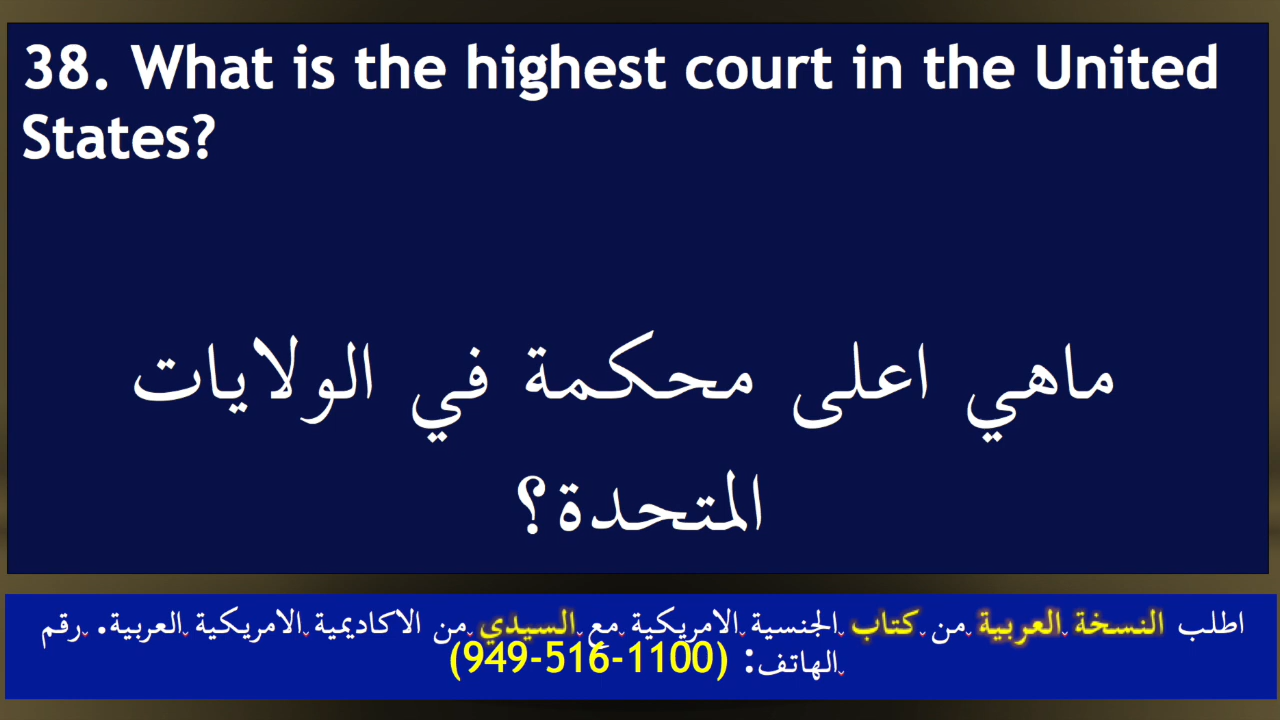 38. What is the highest court in the United
States?
ماهي اعلى محكمة في الولايات
المتحدة؟
اطلب النسخة العربية من كتاب الجنسية الامريكية مع السيدي من الاكاديمية الامريكية العربية. رقم
الهاتف: (949-516-1100)